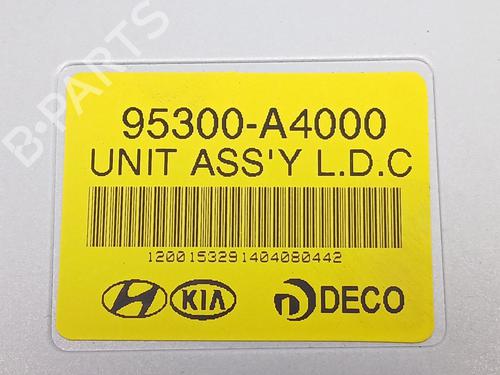 95300-A4000
UNIT ASS'Y L.D.C
1200153291404080442
KIA
DECO
B-PARTS